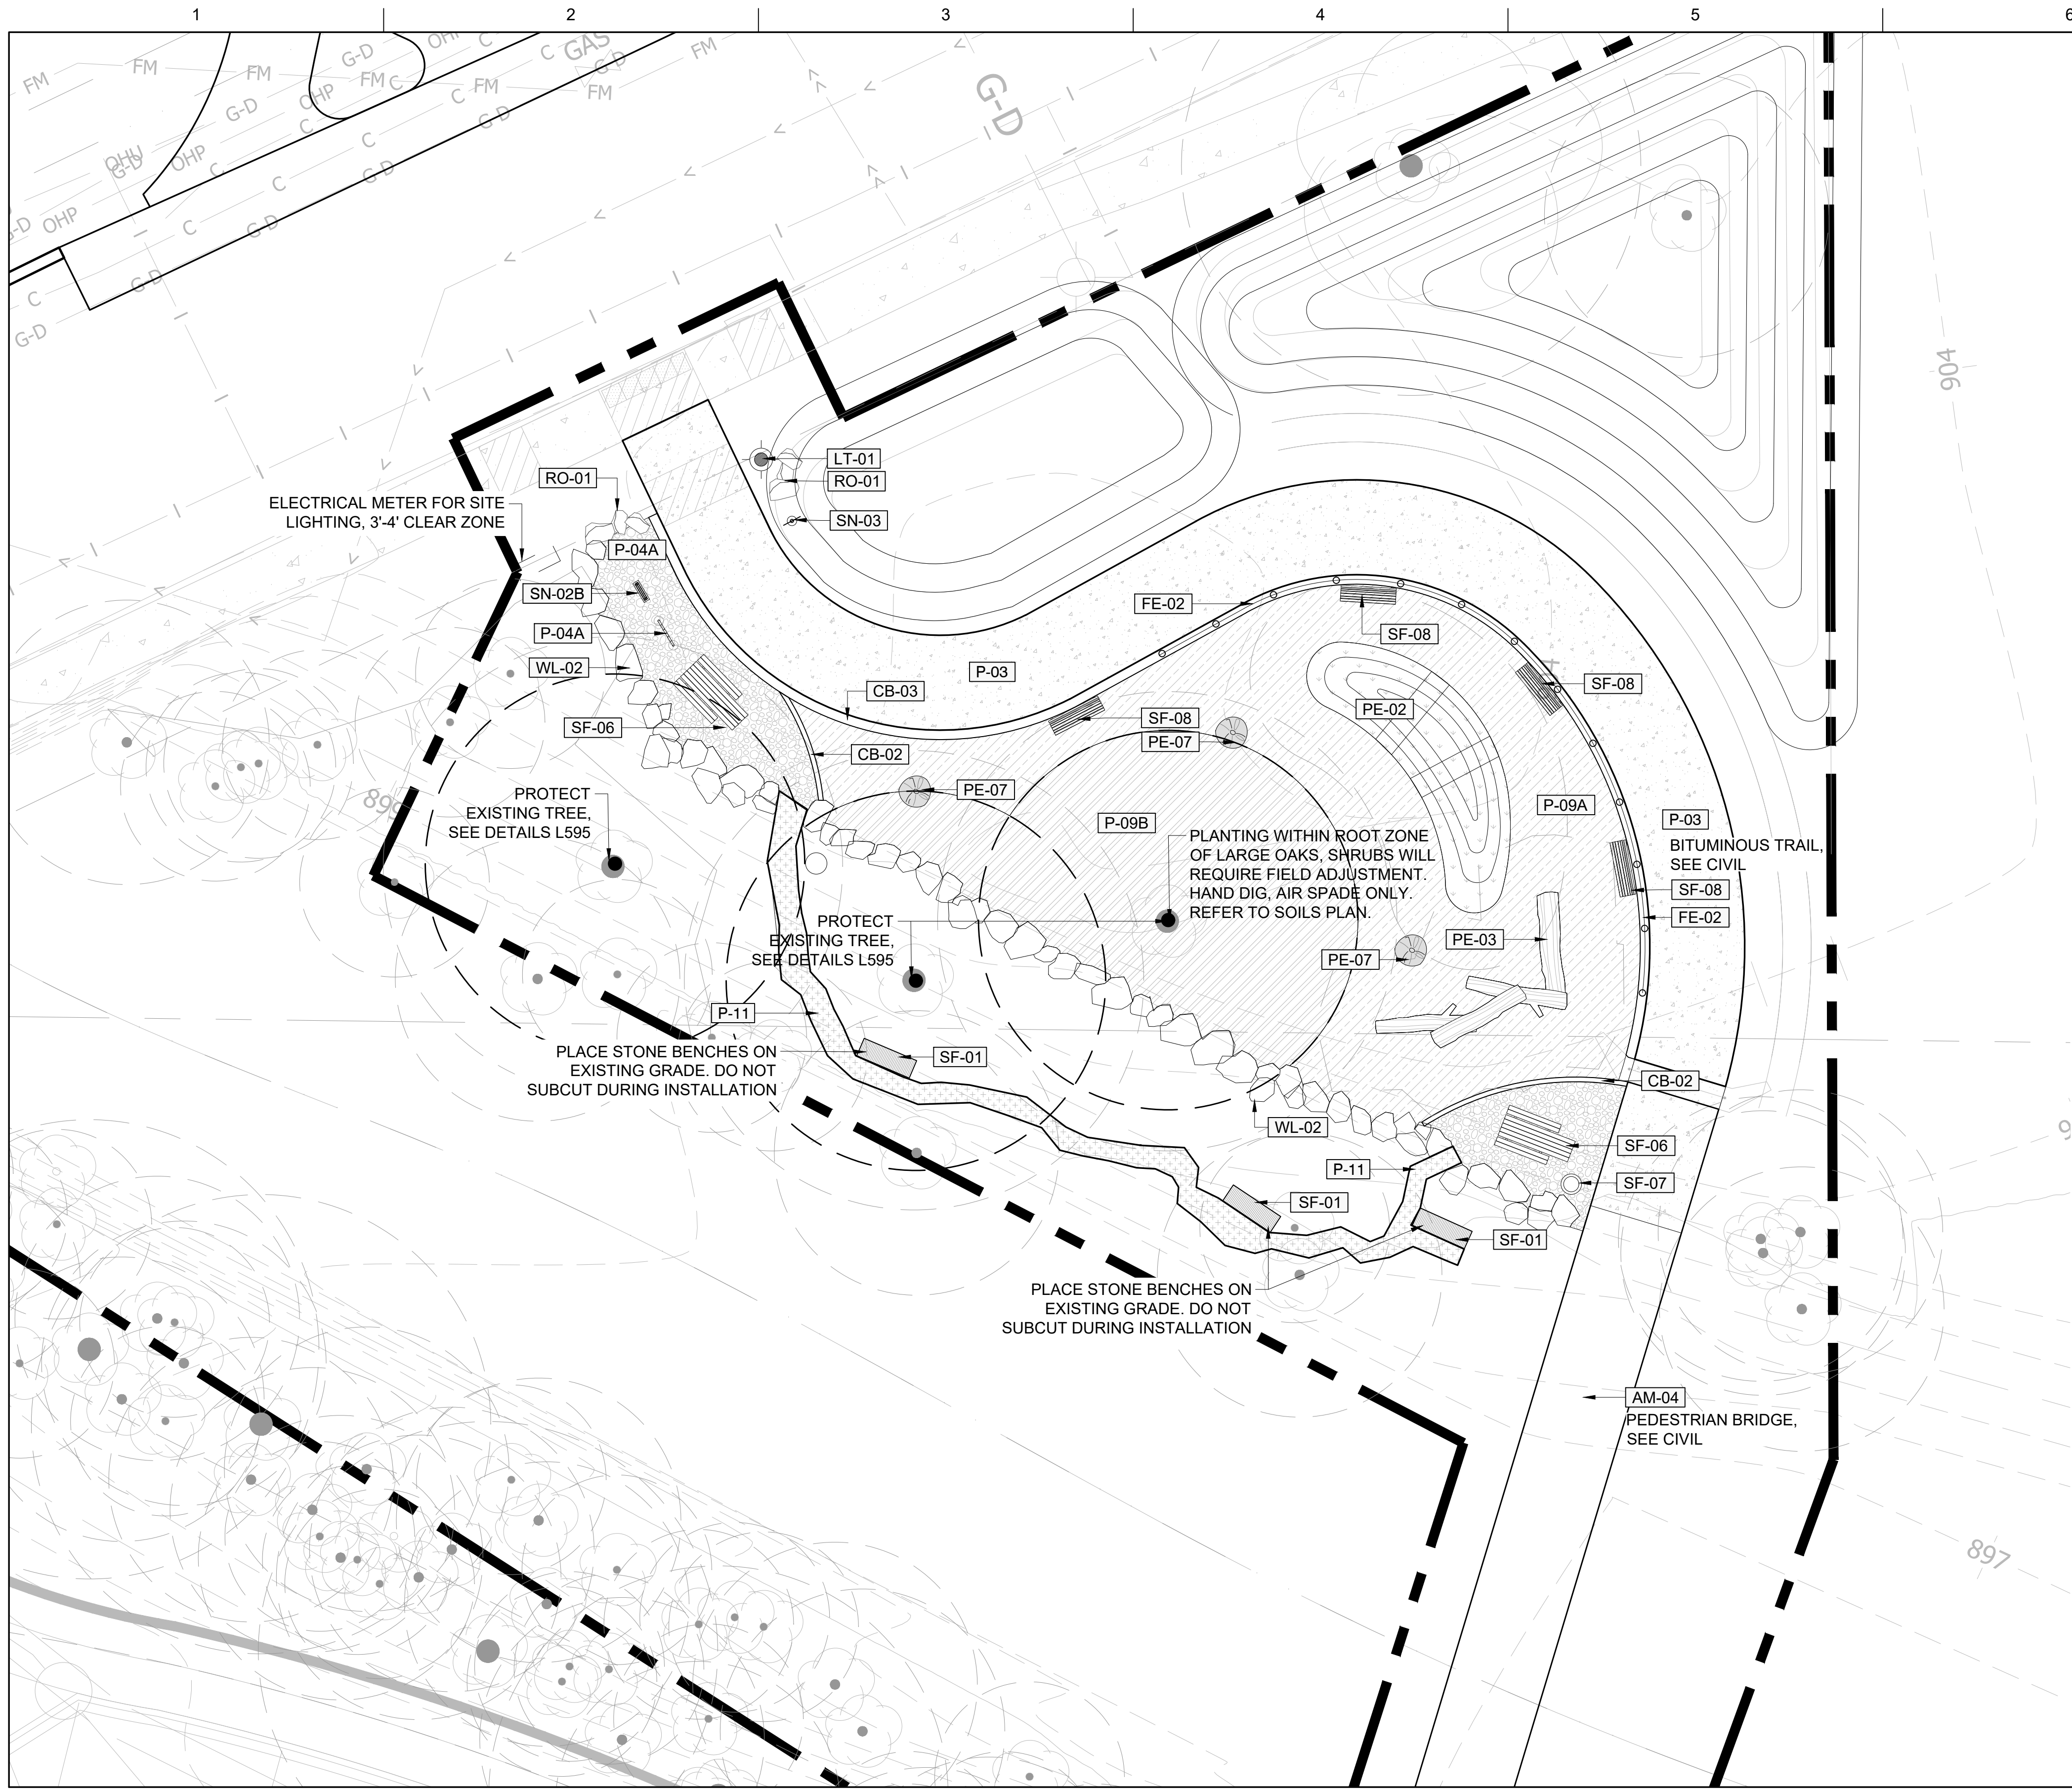 1
2
3
4
5
6
FM
FM
FM
FM
FM
FM
FM
G-D
OHP
C
C
GAS
G-D
G-D
OHP
C
C
C
G-D
OHU
G-D
OHP
C
C
G-D
C
G-D
OHP
C
G-D
G-D
C
G-D
G-D
904
LT-01
RO-01
RO-01
ELECTRICAL METER FOR SITE
LIGHTING, 3'-4' CLEAR ZONE
SN-03
P-04A
SN-02B
FE-02
P-04A
SF-08
WL-02
P-03
SF-08
CB-03
PE-02
SF-06
SF-08
PE-07
CB-02
PROTECT
EXISTING TREE,
SEE DETAILS L595
PE-07
P-09A
P-09B
P-03
BITUMINOUS TRAIL,
SEE CIVIL
PLANTING WITHIN ROOT ZONE
OF LARGE OAKS, SHRUBS WILL
REQUIRE FIELD ADJUSTMENT.
HAND DIG, AIR SPADE ONLY.
REFER TO SOILS PLAN.
SF-08
FE-02
PROTECT
EXISTING TREE,
SEE DETAILS L595
PE-03
PE-07
P-11
PLACE STONE BENCHES ON
EXISTING GRADE. DO NOT
SUBCUT DURING INSTALLATION
SF-01
CB-02
WL-02
SF-06
P-11
SF-07
SF-01
SF-01
PLACE STONE BENCHES ON
EXISTING GRADE. DO NOT
SUBCUT DURING INSTALLATION
AM-04
PEDESTRIAN BRIDGE,
SEE CIVIL
897